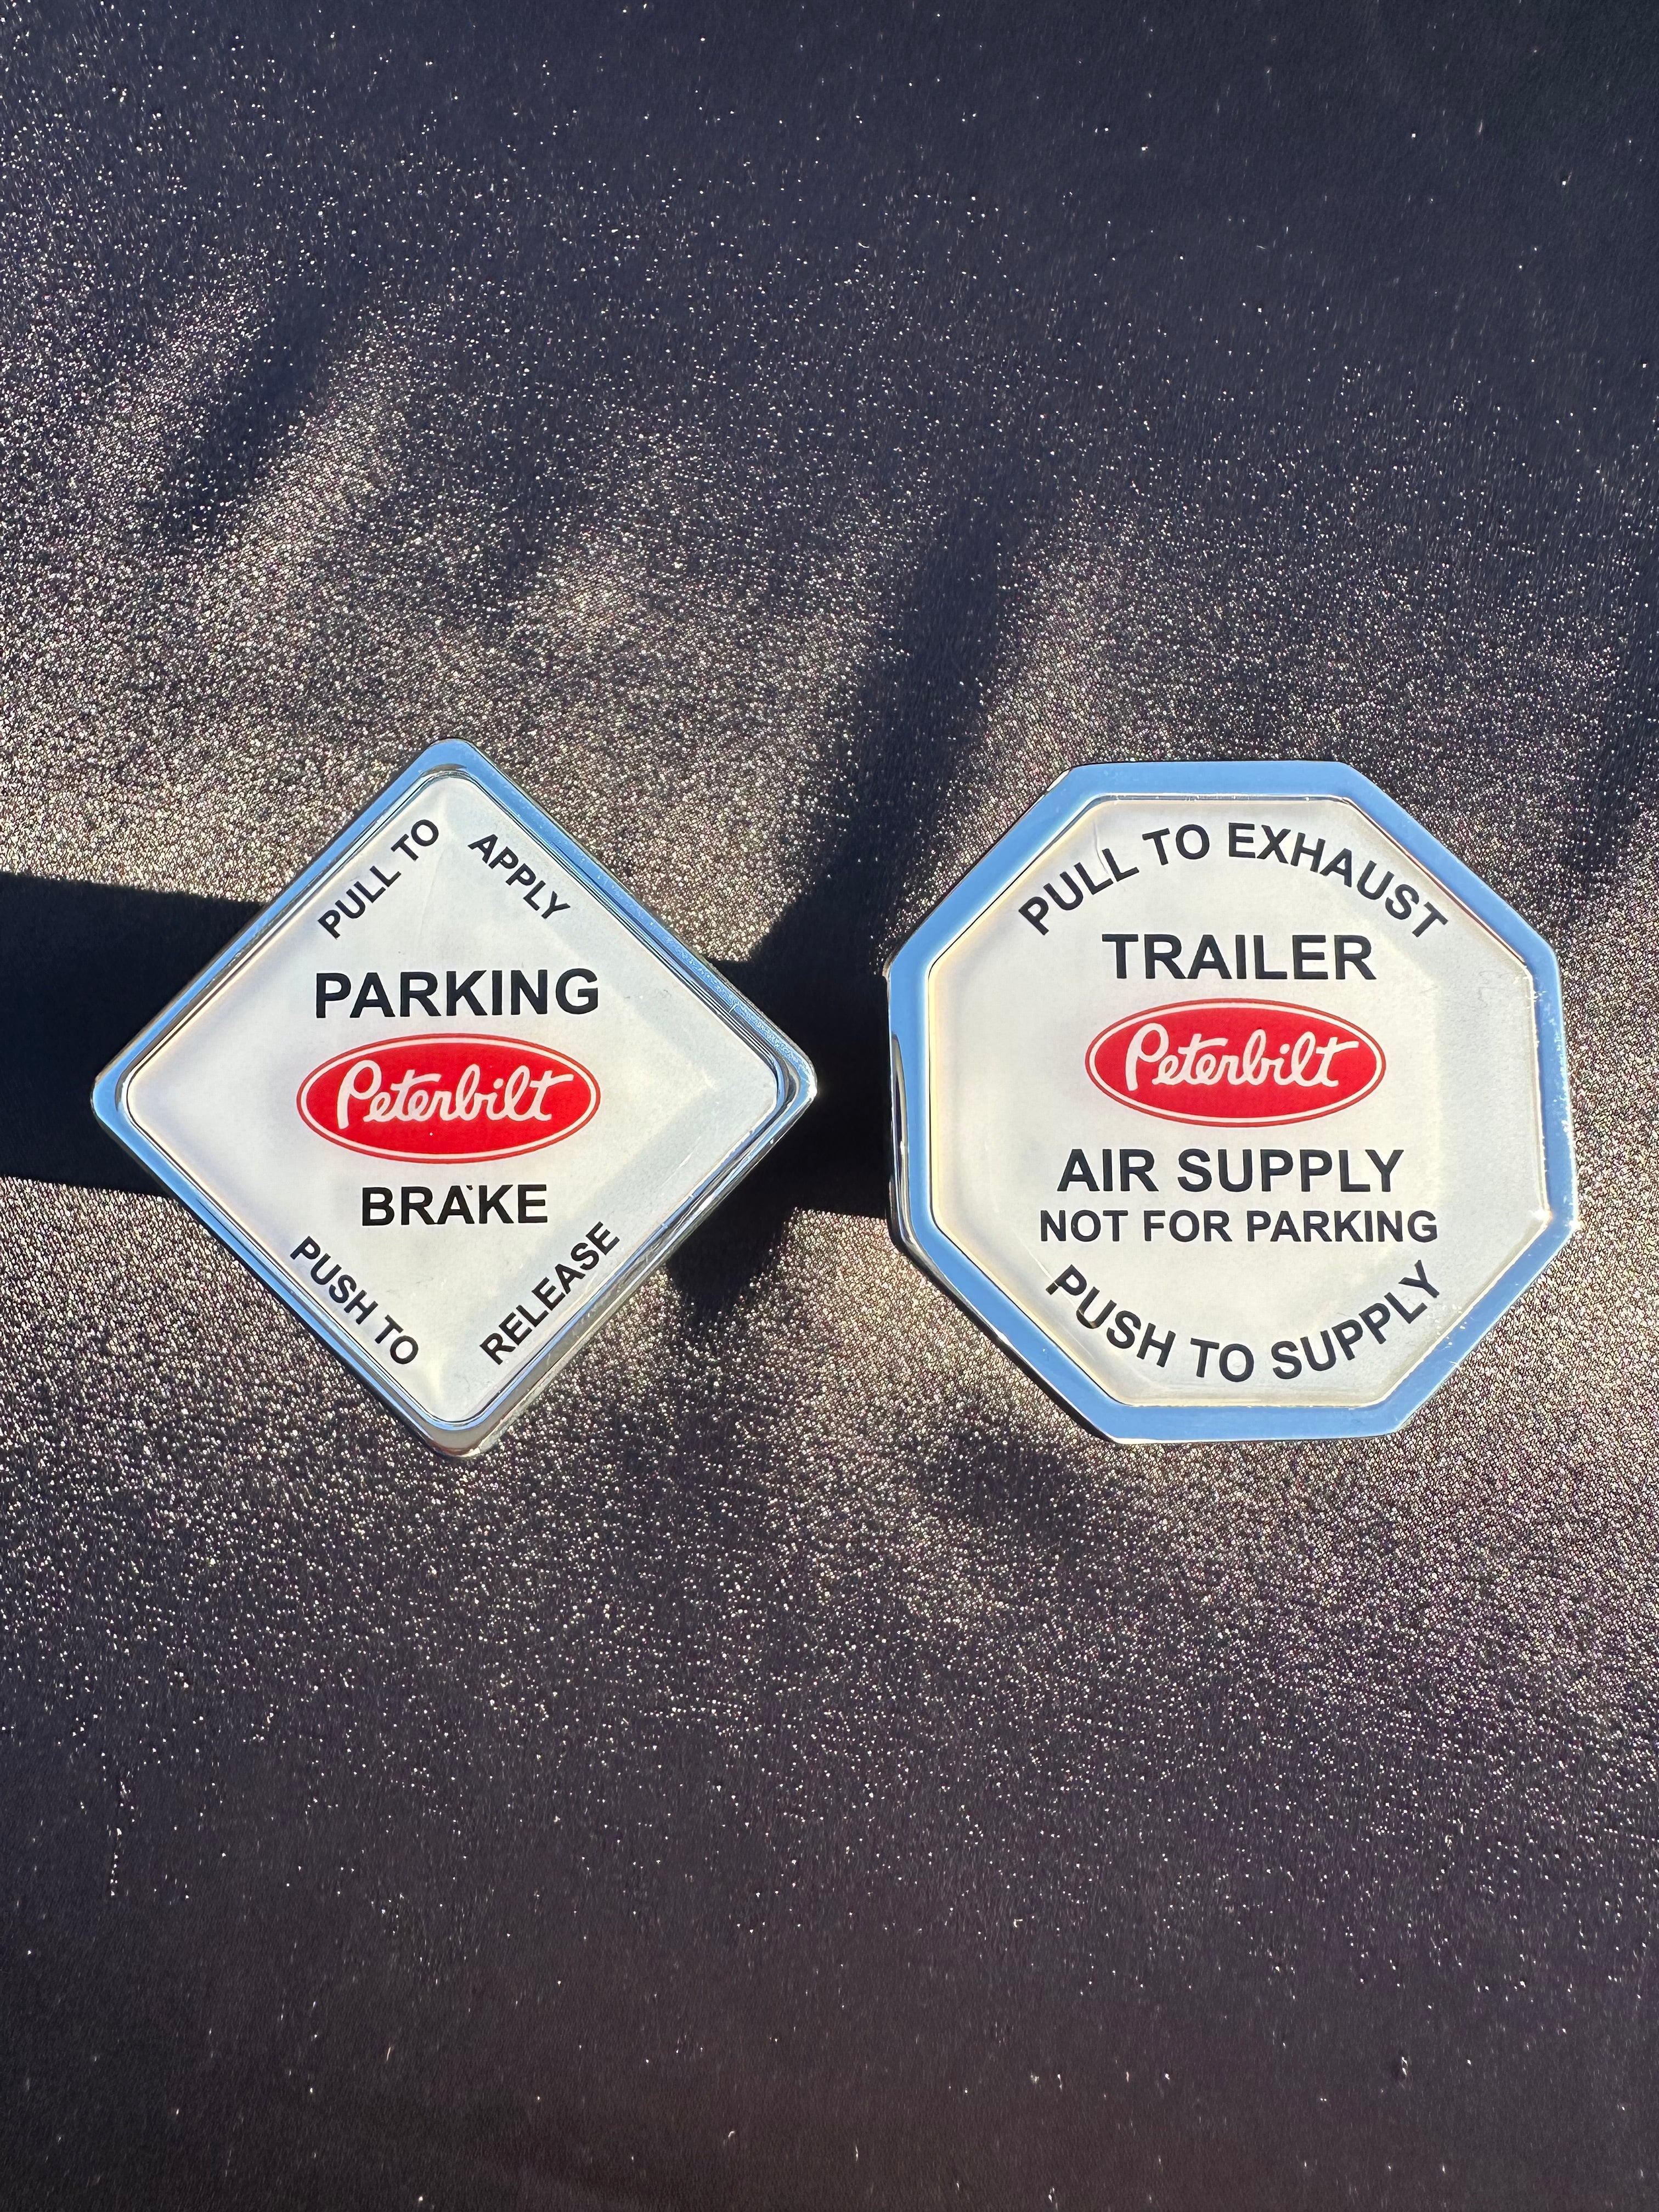 PULL TO APPLY
PARKING
Peterbilt
BRAKE
PUSH TO RELEASE
PULL TO EXHAUST
TRAILER
Peterbilt
AIR SUPPLY
NOT FOR PARKING
PUSH TO SUPPLY